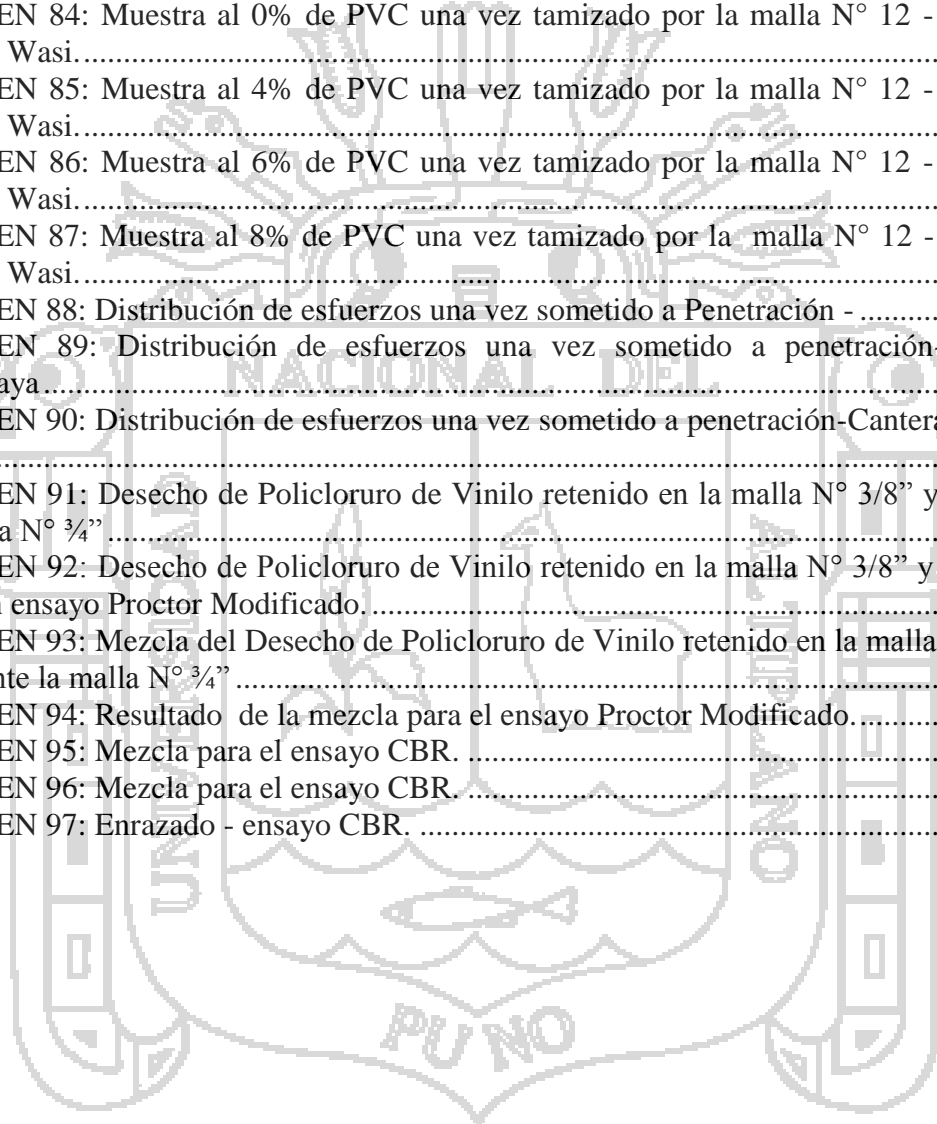 EN 84: Muestra al 0% de PVC una vez tamizado por la malla N° 12 -
Wasi.
EN 85: Muestra al 4% de PVC una vez tamizado por la malla N° 12 -
Wasi.
EN 86: Muestra al 6% de PVC una vez tamizado por la malla N° 12 -
Wasi.
EN 87: Muestra al 8% de PVC una vez tamizado por la malla N° 12 -
Wasi.
EN 88: Distribución de esfuerzos una vez sometido a Penetración -
EN 89: Distribución de esfuerzos una vez sometido a penetración-
aya
EN 90: Distribución de esfuerzos una vez sometido a penetración-Cantera
EN 91: Desecho de Policloruro de Vinilo retenido en la malla N° 3/8” y
a N° ¾”
EN 92: Desecho de Policloruro de Vinilo retenido en la malla N° 3/8” y
n ensayo Proctor Modificado.
EN 93: Mezcla del Desecho de Policloruro de Vinilo retenido en la malla
nte la malla N° ¾”
EN 94: Resultado de la mezcla para el ensayo Proctor Modificado.
EN 95: Mezcla para el ensayo CBR.
EN 96: Mezcla para el ensayo CBR.
EN 97: Enrazado - ensayo CBR.
UNIVERSIDAD
NACIONAL DEL
ALTIPLANO
PUNO